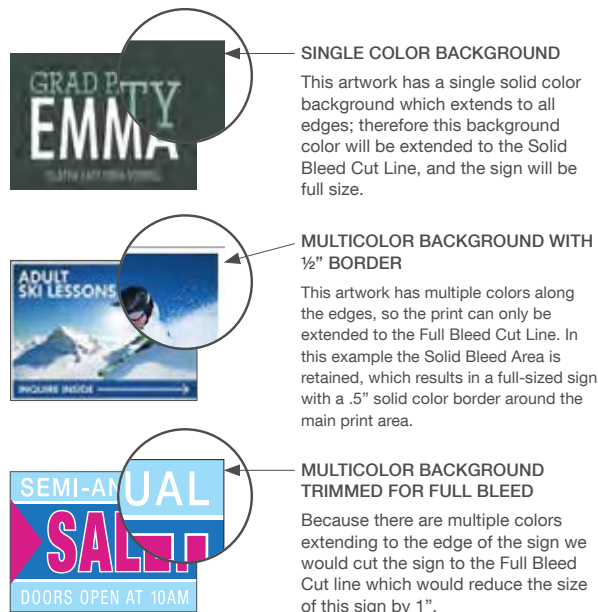 GRAD P
TY
EMMA
SINGLE COLOR BACKGROUND
This artwork has a single solid color
background which extends to all
edges; therefore this background
color will be extended to the Solid
Bleed Cut Line, and the sign will be
full size.
ADULT
SKI LESSONS
INQUIRE INSIDE
MULTICOLOR BACKGROUND WITH
½” BORDER
This artwork has multiple colors along
the edges, so the print can only be
extended to the Full Bleed Cut Line. In
this example the Solid Bleed Area is
retained, which results in a full-sized sign
with a .5” solid color border around the
main print area.
SEMI-AN
UAL
SALE!
DOORS OPEN AT 10AM
MULTICOLOR BACKGROUND
TRIMMED FOR FULL BLEED
Because there are multiple colors
extending to the edge of the sign we
would cut the sign to the Full Bleed
Cut line which would reduce the size
of this sign by 1”.